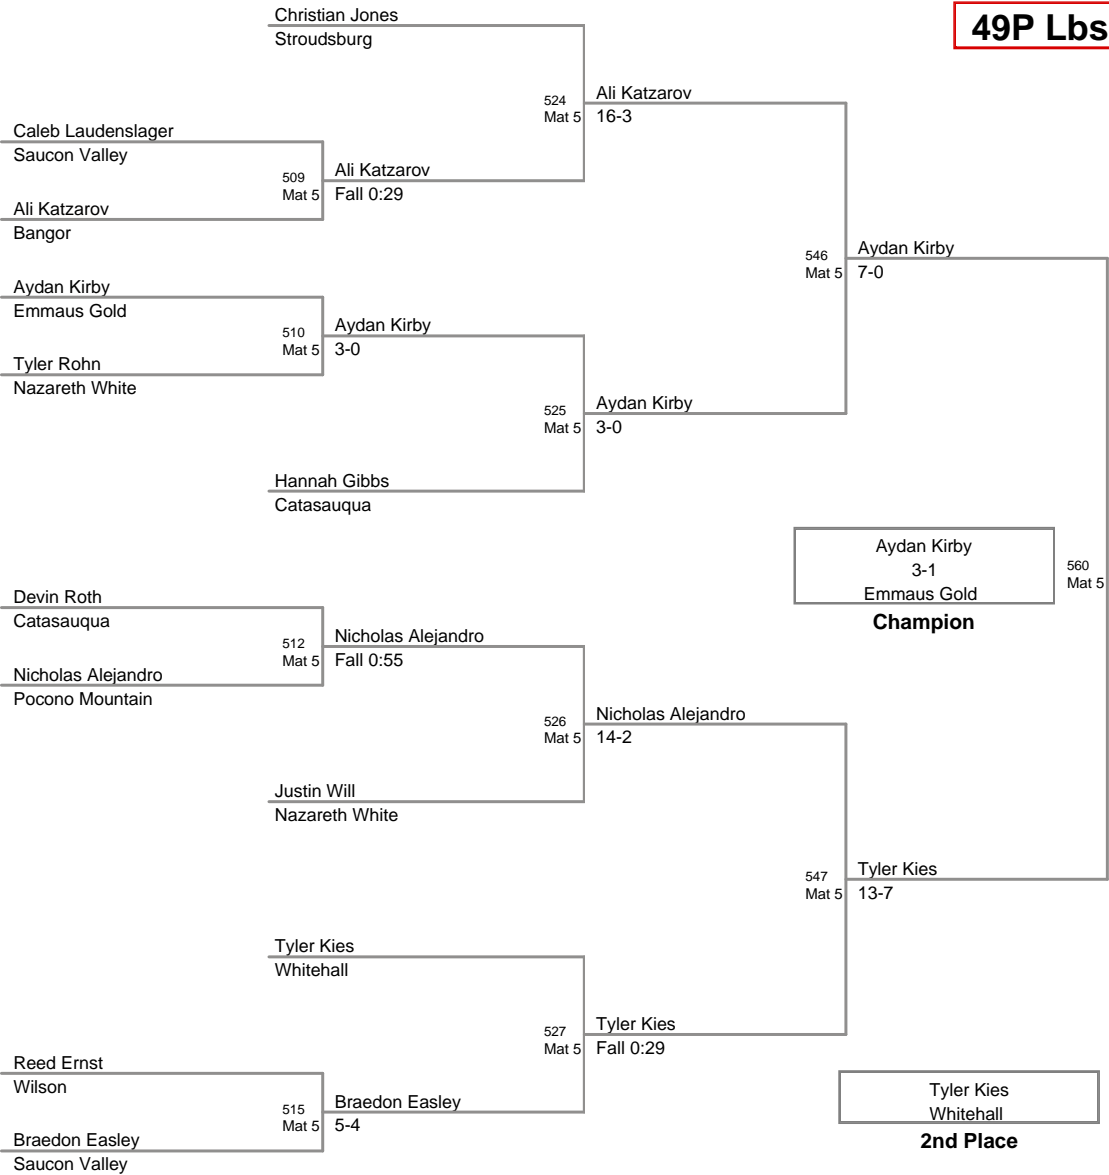 Christian Jones
Stroudsburg
49P Lbs
524
Mat 5
Ali Katzarov
16-3
Caleb Laudenslager
Saucon Valley
509
Mat 5
Ali Katzarov
Fall 0:29
Ali Katzarov
Bangor
546
Mat 5
Aydan Kirby
7-0
Aydan Kirby
Emmaus Gold
510
Mat 5
Aydan Kirby
3-0
Tyler Rohn
Nazareth White
525
Mat 5
Aydan Kirby
3-0
Hannah Gibbs
Catasauqua
Aydan Kirby
3-1
Emmaus Gold
Champion
560
Mat 5
Devin Roth
Catasauqua
512
Mat 5
Nicholas Alejandro
Fall 0:55
Nicholas Alejandro
Pocono Mountain
526
Mat 5
Nicholas Alejandro
14-2
Justin Will
Nazareth White
547
Mat 5
Tyler Kies
13-7
Tyler Kies
Whitehall
527
Mat 5
Tyler Kies
Fall 0:29
Reed Ernst
Wilson
515
Mat 5
Braedon Easley
5-4
Braedon Easley
Saucon Valley
Tyler Kies
Whitehall
2nd Place